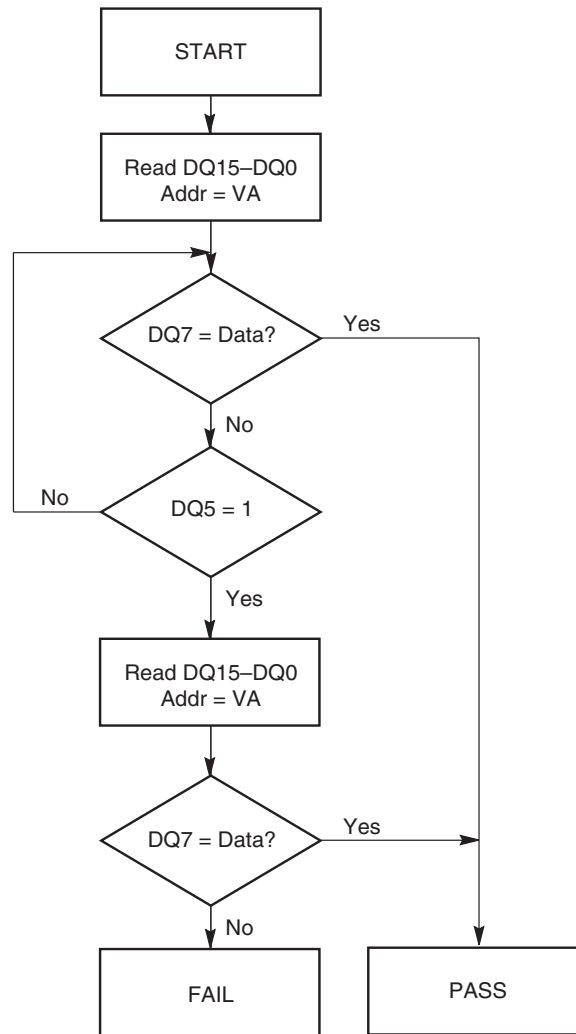 START
Read DQ15–DQ0
Addr = VA
DQ7 = Data?
Yes
No
No
DQ5 = 1
Yes
Read DQ15–DQ0
Addr = VA
DQ7 = Data?
Yes
No
FAIL
PASS